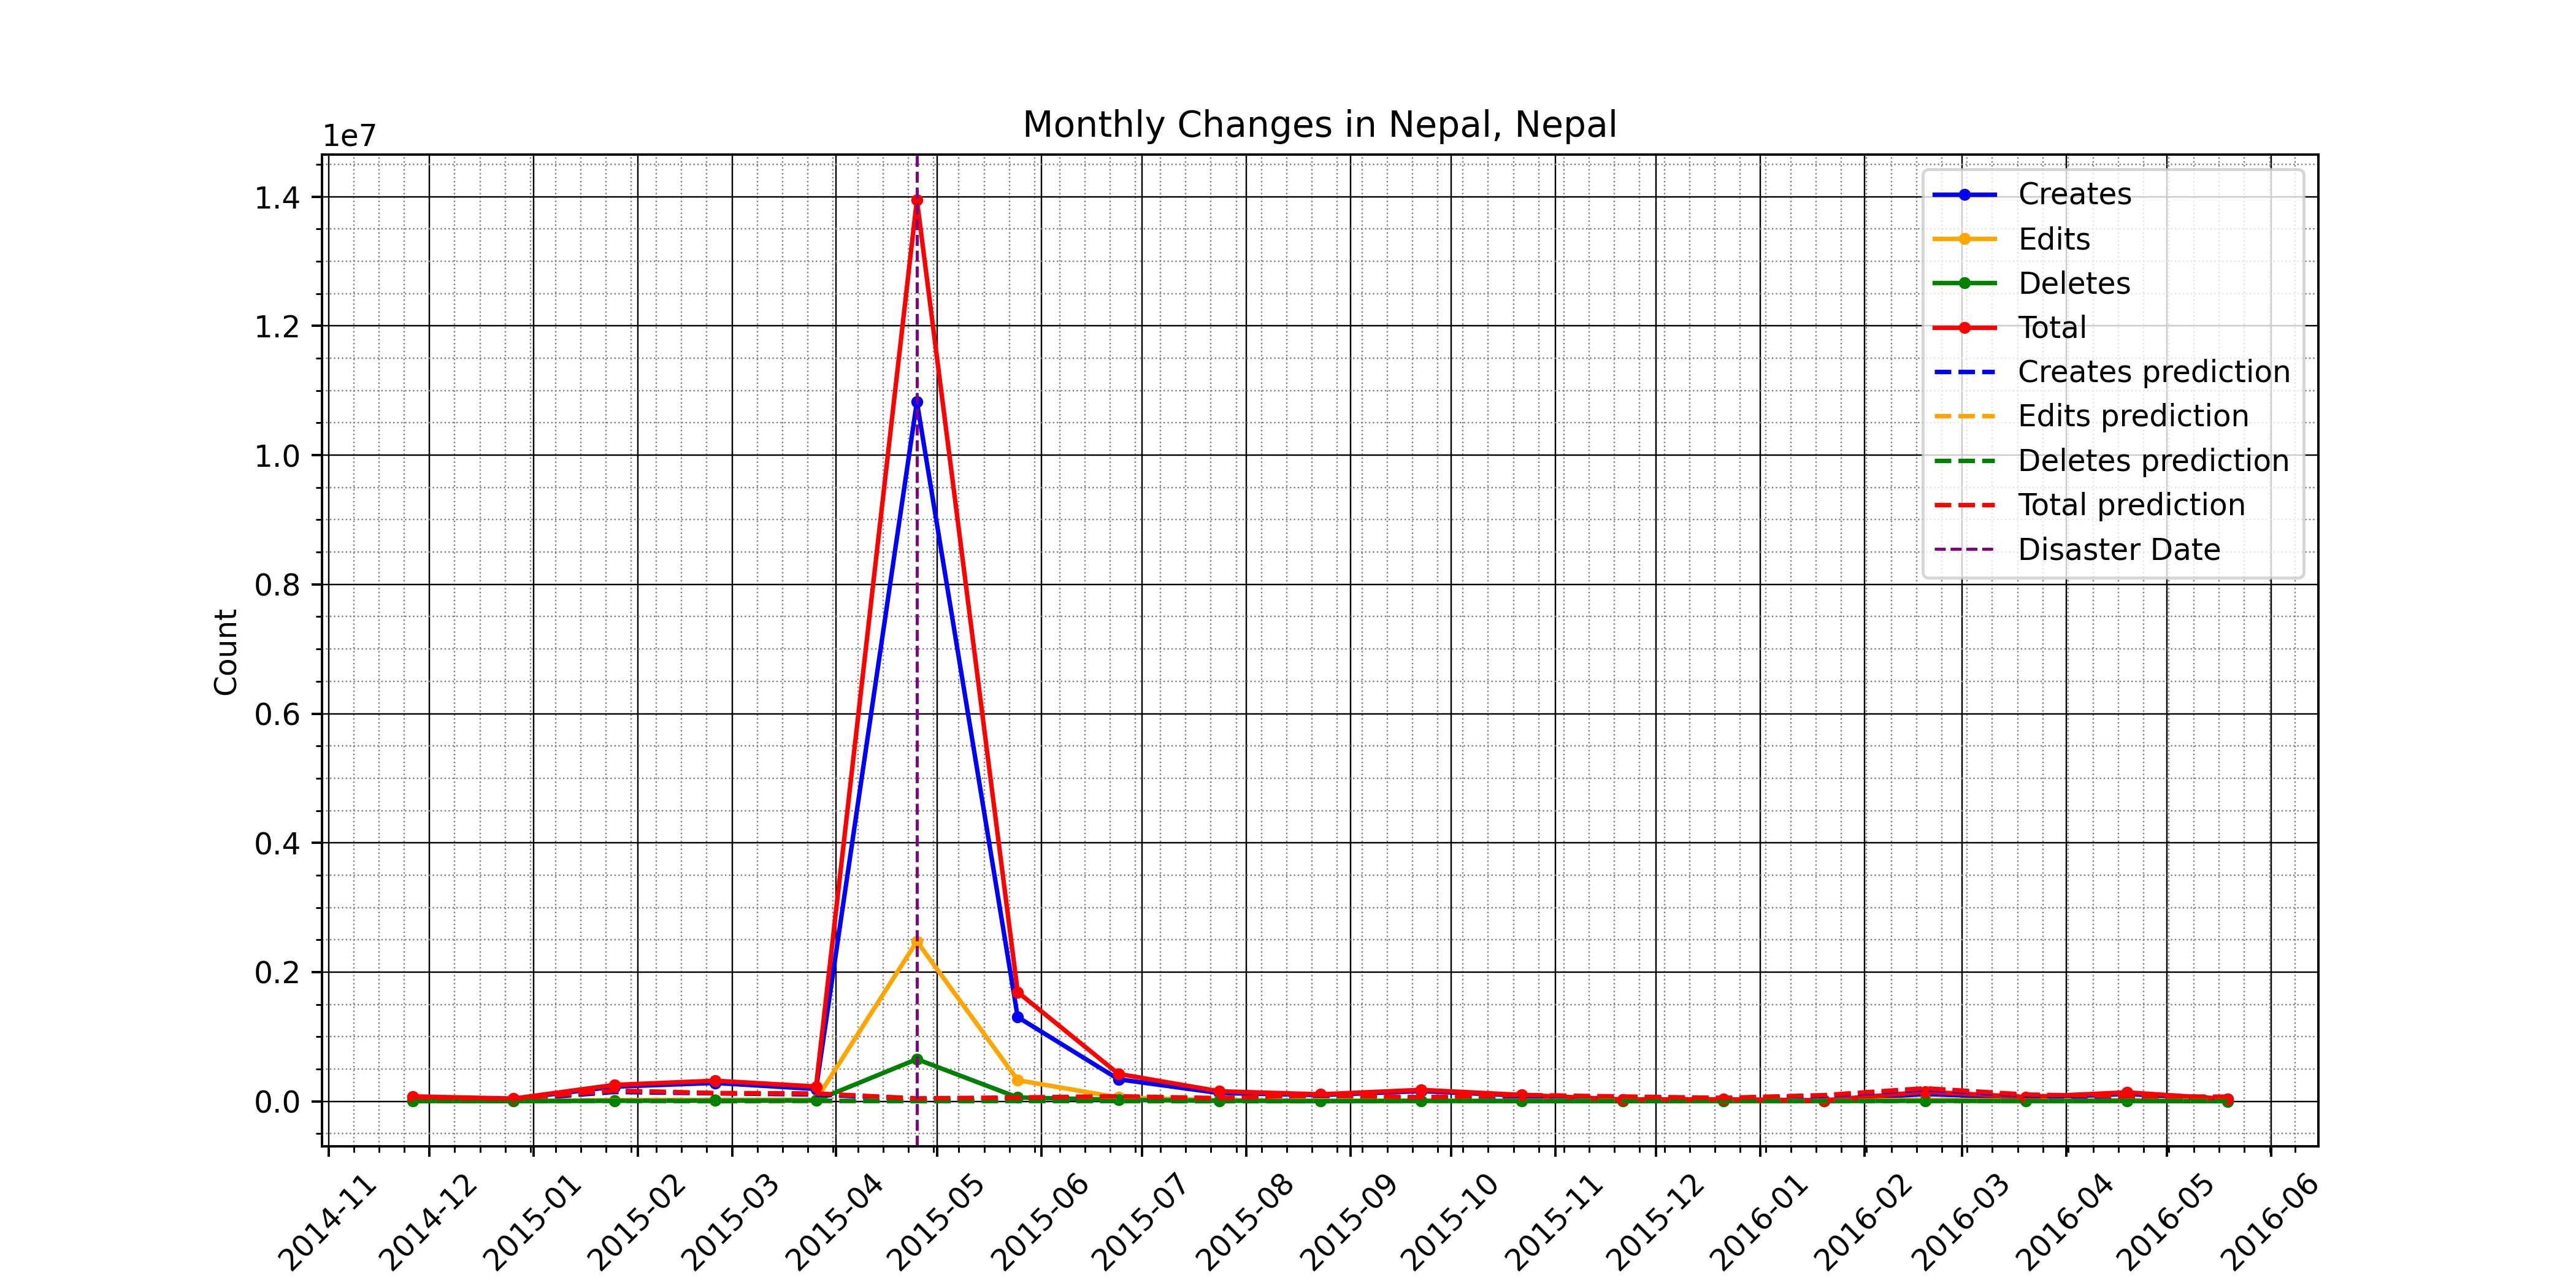 Monthly Changes in Nepal, Nepal
1e7
1.4
1.2
1.0
0.8
0.6
0.4
0.2
0.0
Count
Creates
Edits
Deletes
Total
Creates prediction
Edits prediction
Deletes prediction
Total prediction
Disaster Date
2014-11
2014-12
2015-01
2015-02
2015-03
2015-04
2015-05
2015-06
2015-07
2015-08
2015-09
2015-10
2015-11
2015-12
2016-01
2016-02
2016-03
2016-04
2016-05
2016-06